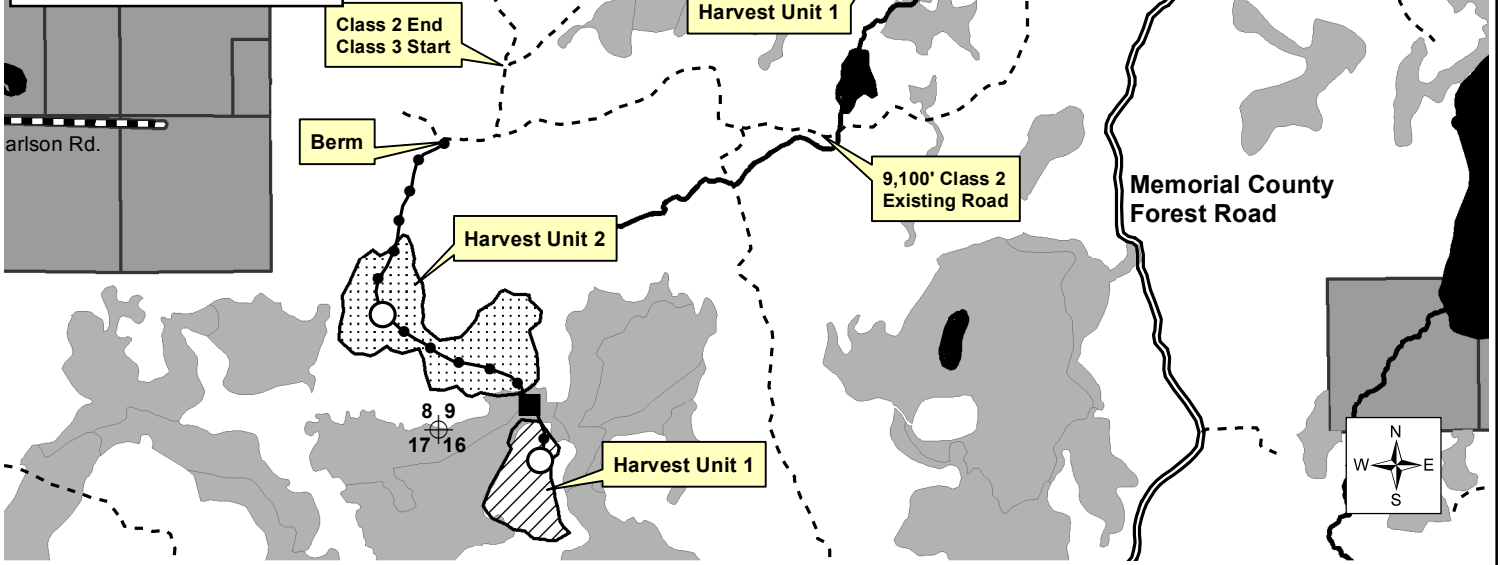 Harvest Unit 1
Class 2 End
Class 3 Start
arlson Rd.
Berm
9,100' Class 2
Existing Road
Memorial County
Forest Road
Harvest Unit 2
8 9
17 16
Harvest Unit 1
N
W E
S